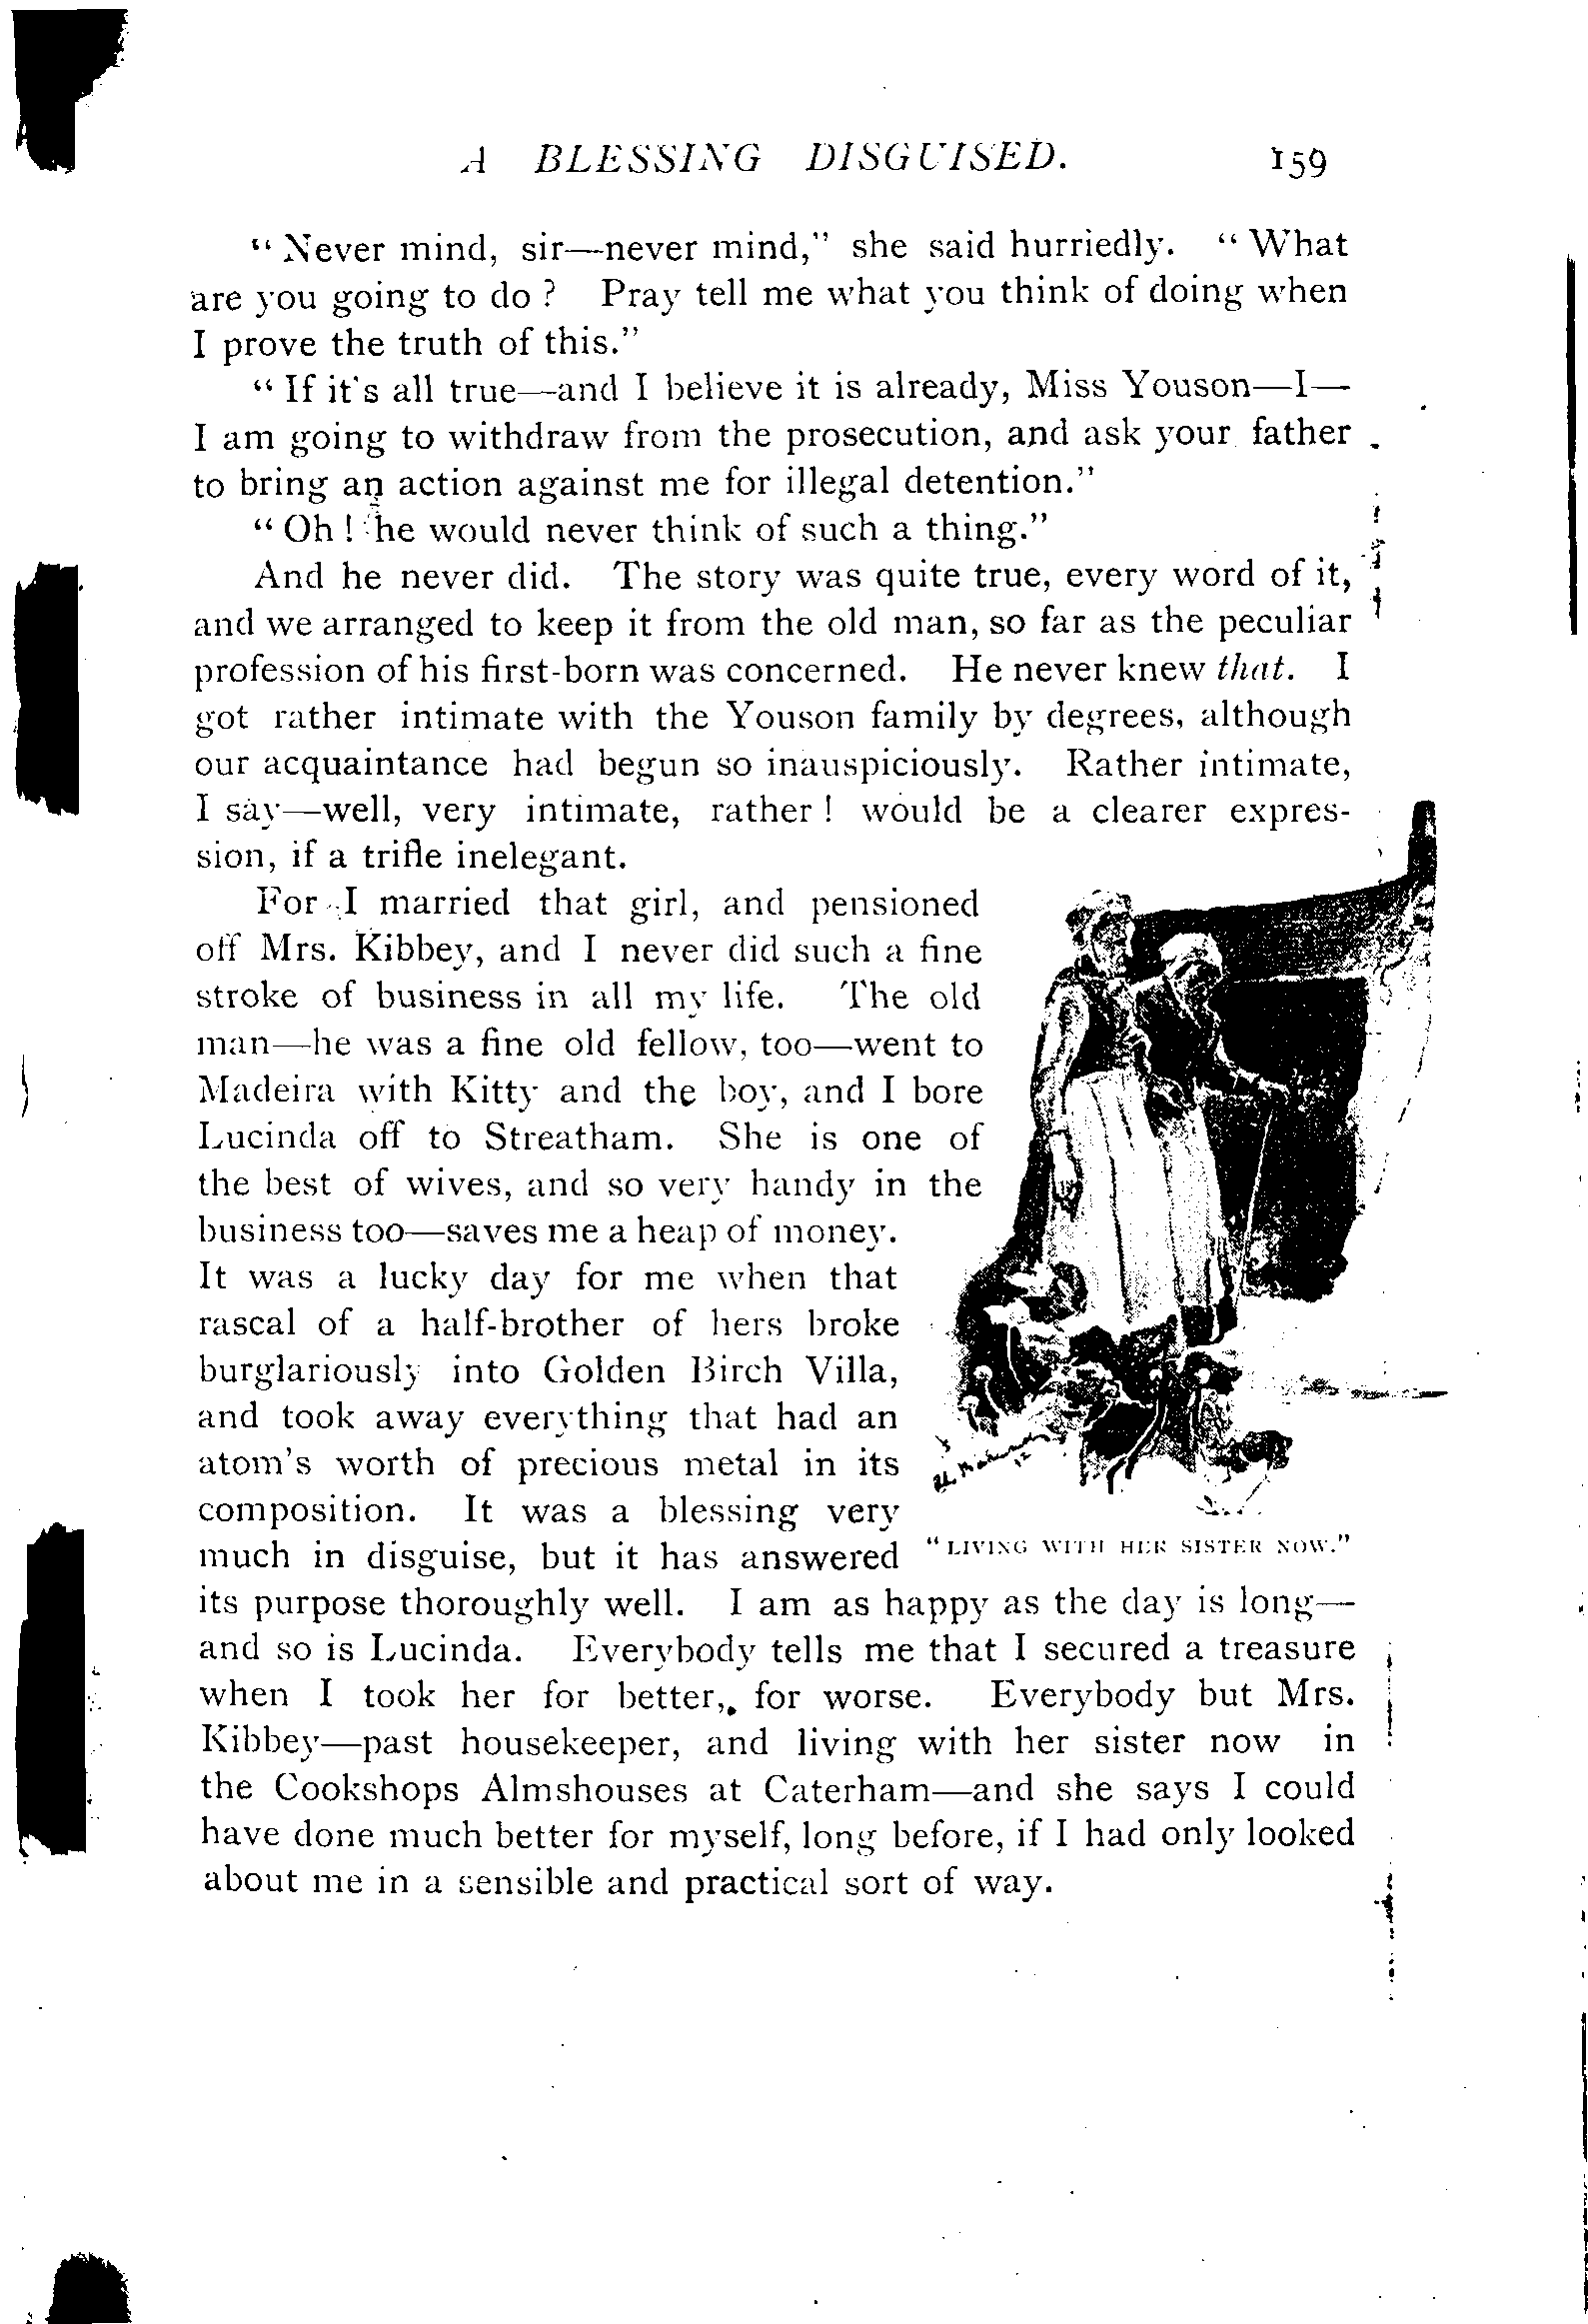 A BLESSING DISGUISED. 159
“Never mind, sir—never mind,” she said hurriedly. “What
are you going to do? Pray tell me what you think of doing when
I prove the truth of this.”
“If it's all true—and I believe it is already, Miss Youson—I—
I am going to withdraw from the prosecution, and ask your father
to bring an action against me for illegal detention.”
“Oh! he would never think of such a thing.”
And he never did. The story was quite true, every word of it,
and we arranged to keep it from the old man, so far as the peculiar
profession of his first-born was concerned. He never knew that. I
got rather intimate with the Youson family by degrees, although
our acquaintance had begun so inauspiciously. Rather intimate,
I say—well, very intimate, rather! would be a clearer expres-
sion, if a trifle inelegant.
For I married that girl, and pensioned
off Mrs. Kibbey, and I never did such a fine
stroke of business in all my life. The old
man—he was a fine old fellow, too—went to
Madeira with Kitty and the boy, and I bore
Lucinda off to Streatham. She is one of
the best of wives, and so very handy in the
business too—saves me a heap of money.
It was a lucky day for me when that
rascal of a half-brother of hers broke
burglariously into Golden Birch Villa,
and took away everything that had an
atom's worth of precious metal in its
composition. It was a blessing very
much in disguise, but it has answered
“LIVING WITH HER SISTER NOW.”
its purpose thoroughly well. I am as happy as the day is long—
and so is Lucinda. Everybody tells me that I secured a treasure
when I took her for better, for worse. Everybody but Mrs.
Kibbey—past housekeeper, and living with her sister now in
the Cookshops Almshouses at Caterham—and she says I could
have done much better for myself, long before, if I had only looked
about me in a sensible and practical sort of way.